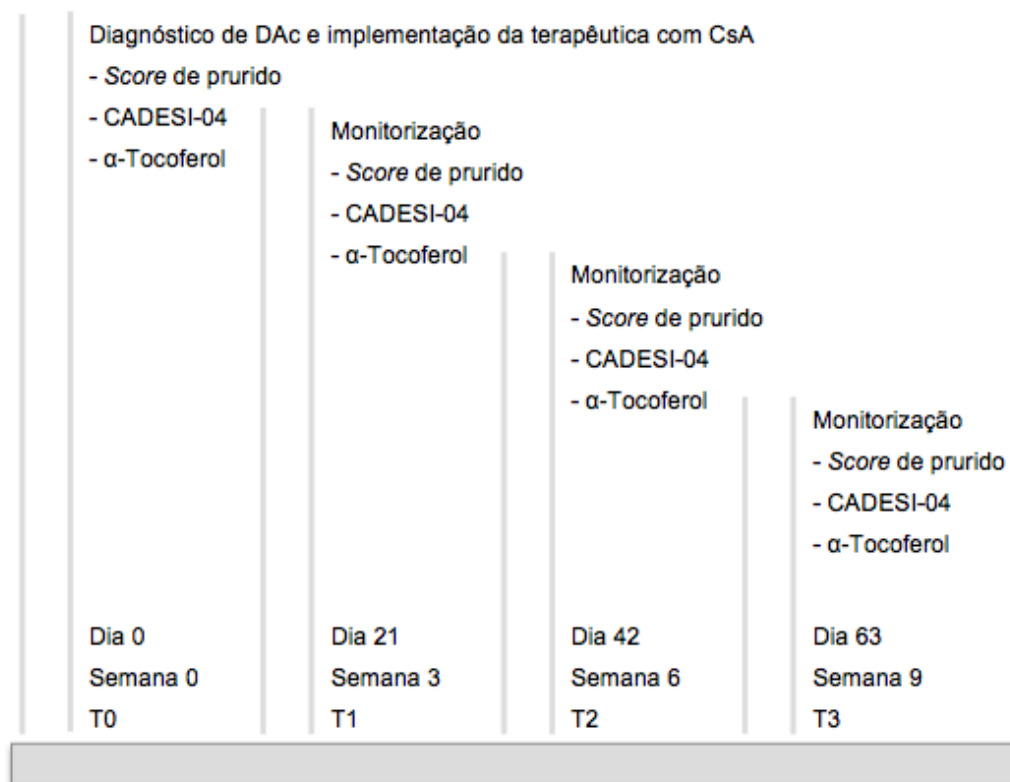 Diagnóstico de DAc e implementação da terapêutica com CsA
- Score de prurido
- CADESI-04
- α-Tocoferol
Monitorização
- Score de prurido
- CADESI-04
- α-Tocoferol
Monitorização
- Score de prurido
- CADESI-04
- α-Tocoferol
Monitorização
- Score de prurido
- CADESI-04
- α-Tocoferol
Dia 0
Semana 0
T0
Dia 21
Semana 3
T1
Dia 42
Semana 6
T2
Dia 63
Semana 9
T3